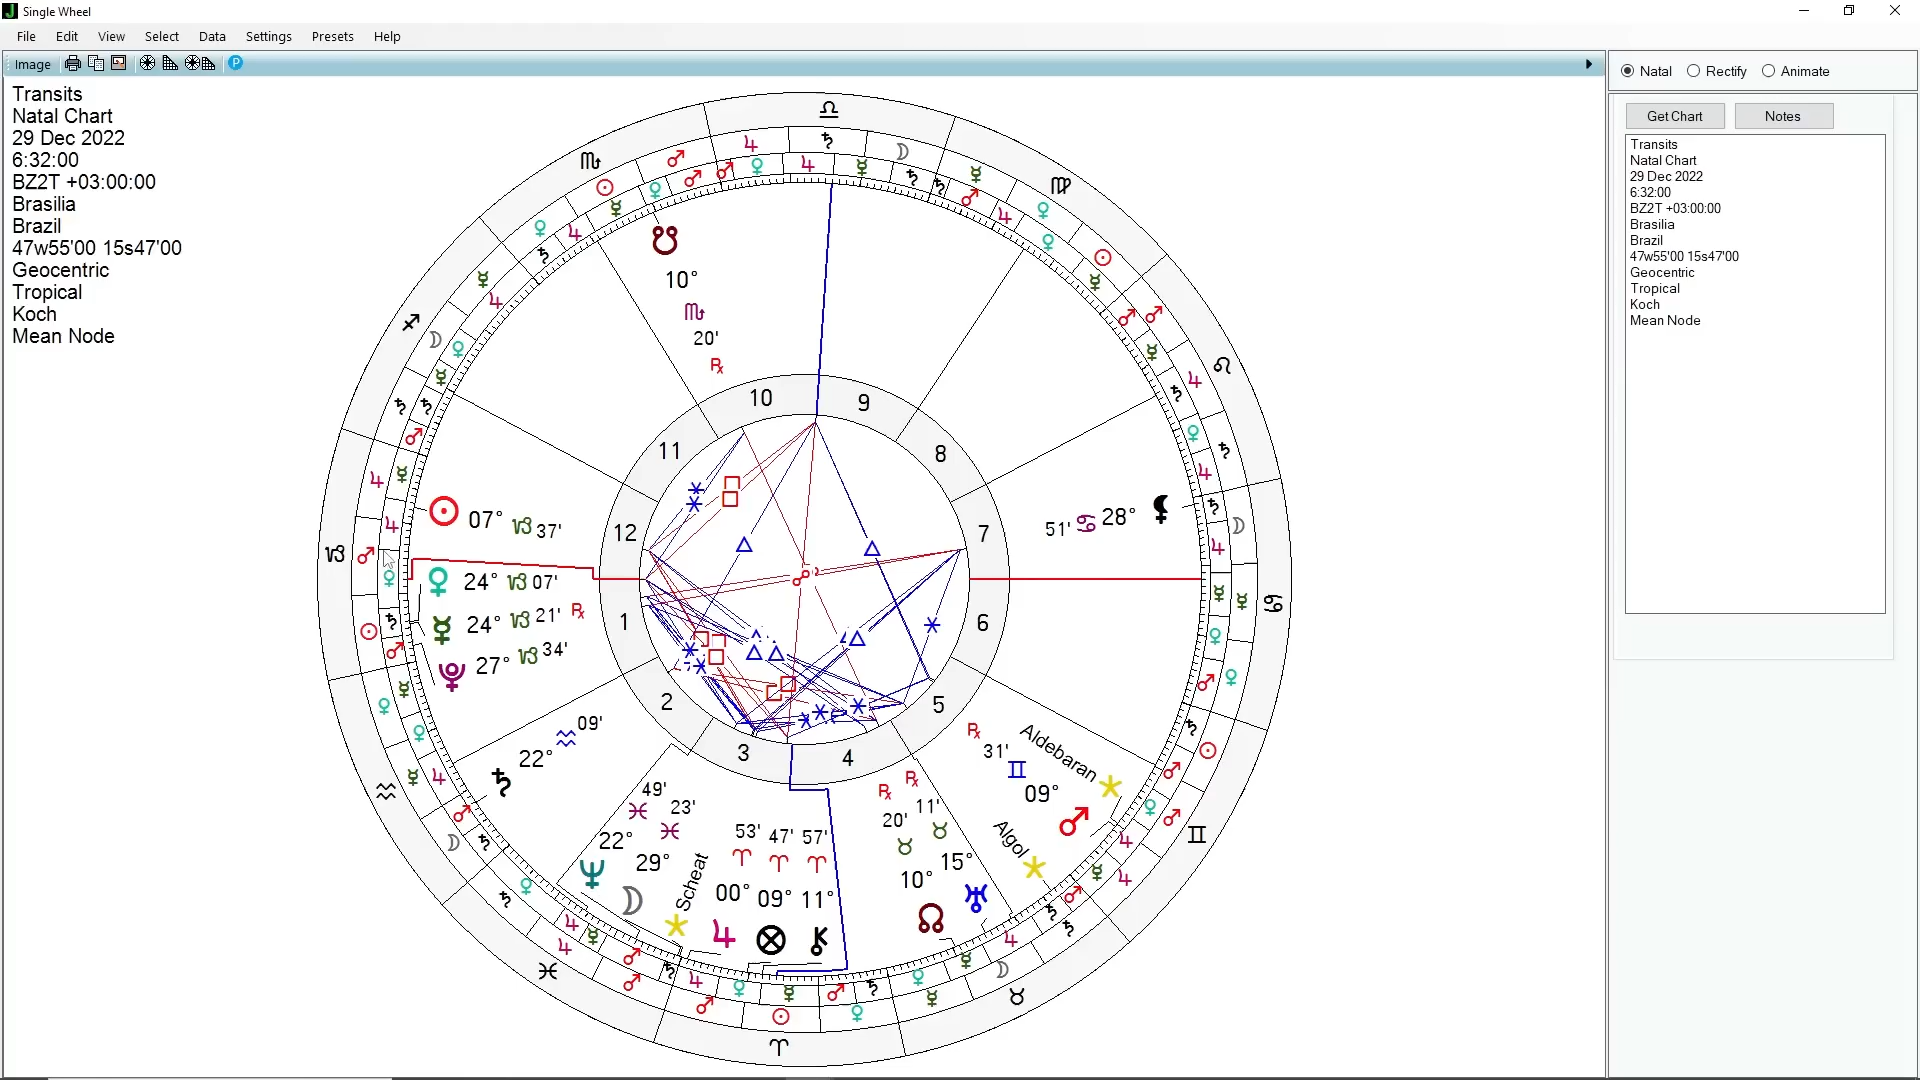 Single Wheel
File Edit View Select Data Settings Presets Help
Image
P
Natal Rectify Animate
Get Chart Notes
Transits
Natal Chart
29 Dec 2022
6:32:00
BZ2T +03:00:00
Brasilia
Brazil
47w55'00 15s47'00
Geocentric
Tropical
Koch
Mean Node
Transits
Natal Chart
29 Dec 2022
6:32:00
BZ2T +03:00:00
Brasilia
Brazil
47w55'00 15s47'00
Geocentric
Tropical
Koch
Mean Node
♎
♏
♍
♐
♌
♑
♋
♒
♊
♓
♉
♈
☋ 10° ♏ 20' ℞
☉ 07° ♑ 37'
♀ 24° ♑ 07'
☿ 24° ♑ 21' ℞
♇ 27° ♑ 34'
♄ 22° ♒ 09'
♆ 22° ♓ 49'
☽ 29° ♓ 23'
Scheat
♃ 00° ♈ 53'
⊗ 09° ♈ 47'
⚷ 11° ♈ 57'
☊ 10° ♉ 20' ℞
♅ 15° ♉ 11' ℞
Algol
♂ 09° ♊ 31' ℞
Aldebaran
51' ♋ 28° ⚸
10
9
11
8
12
7
1
6
2
5
3
4